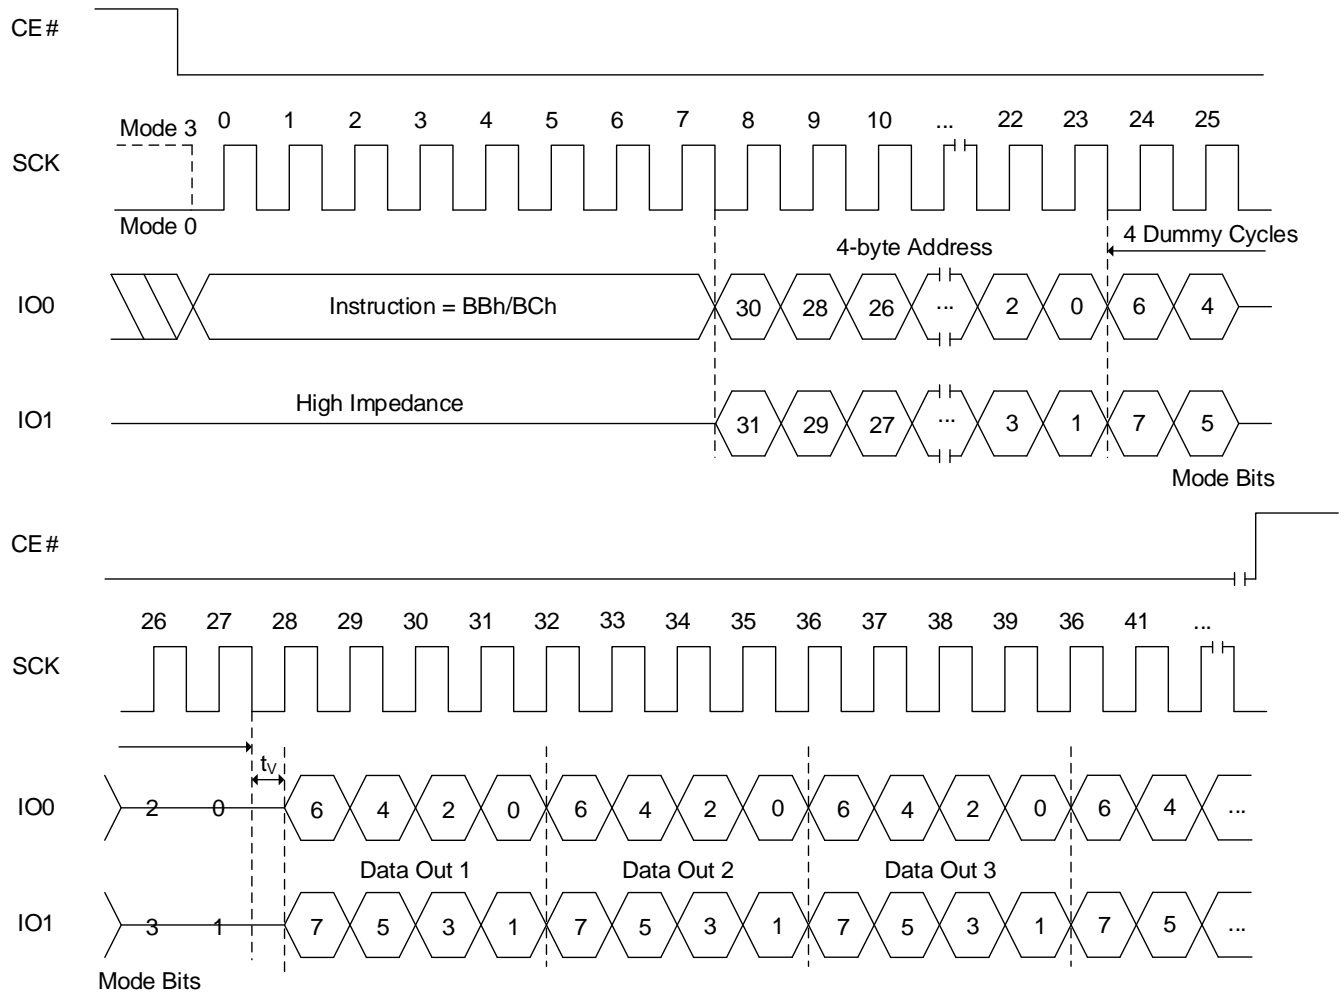 CE#
Mode 3 0 1 2 3 4 5 6 7 8 9 10 ... 22 23 24 25
SCK
Mode 0
4-byte Address 4 Dummy Cycles
IO0 Instruction = BBh/BCh 30 28 26 ... 2 0 6 4
High Impedance
IO1 31 29 27 ... 3 1 7 5
Mode Bits
CE#
26 27 28 29 30 31 32 33 34 35 36 37 38 39 36 41 ...
SCK
tV
IO0 2 0 6 4 2 0 6 4 2 0 6 4 2 0 6 4 ...
Data Out 1 Data Out 2 Data Out 3
IO1 3 1 7 5 3 1 7 5 3 1 7 5 3 1 7 5 ...
Mode Bits